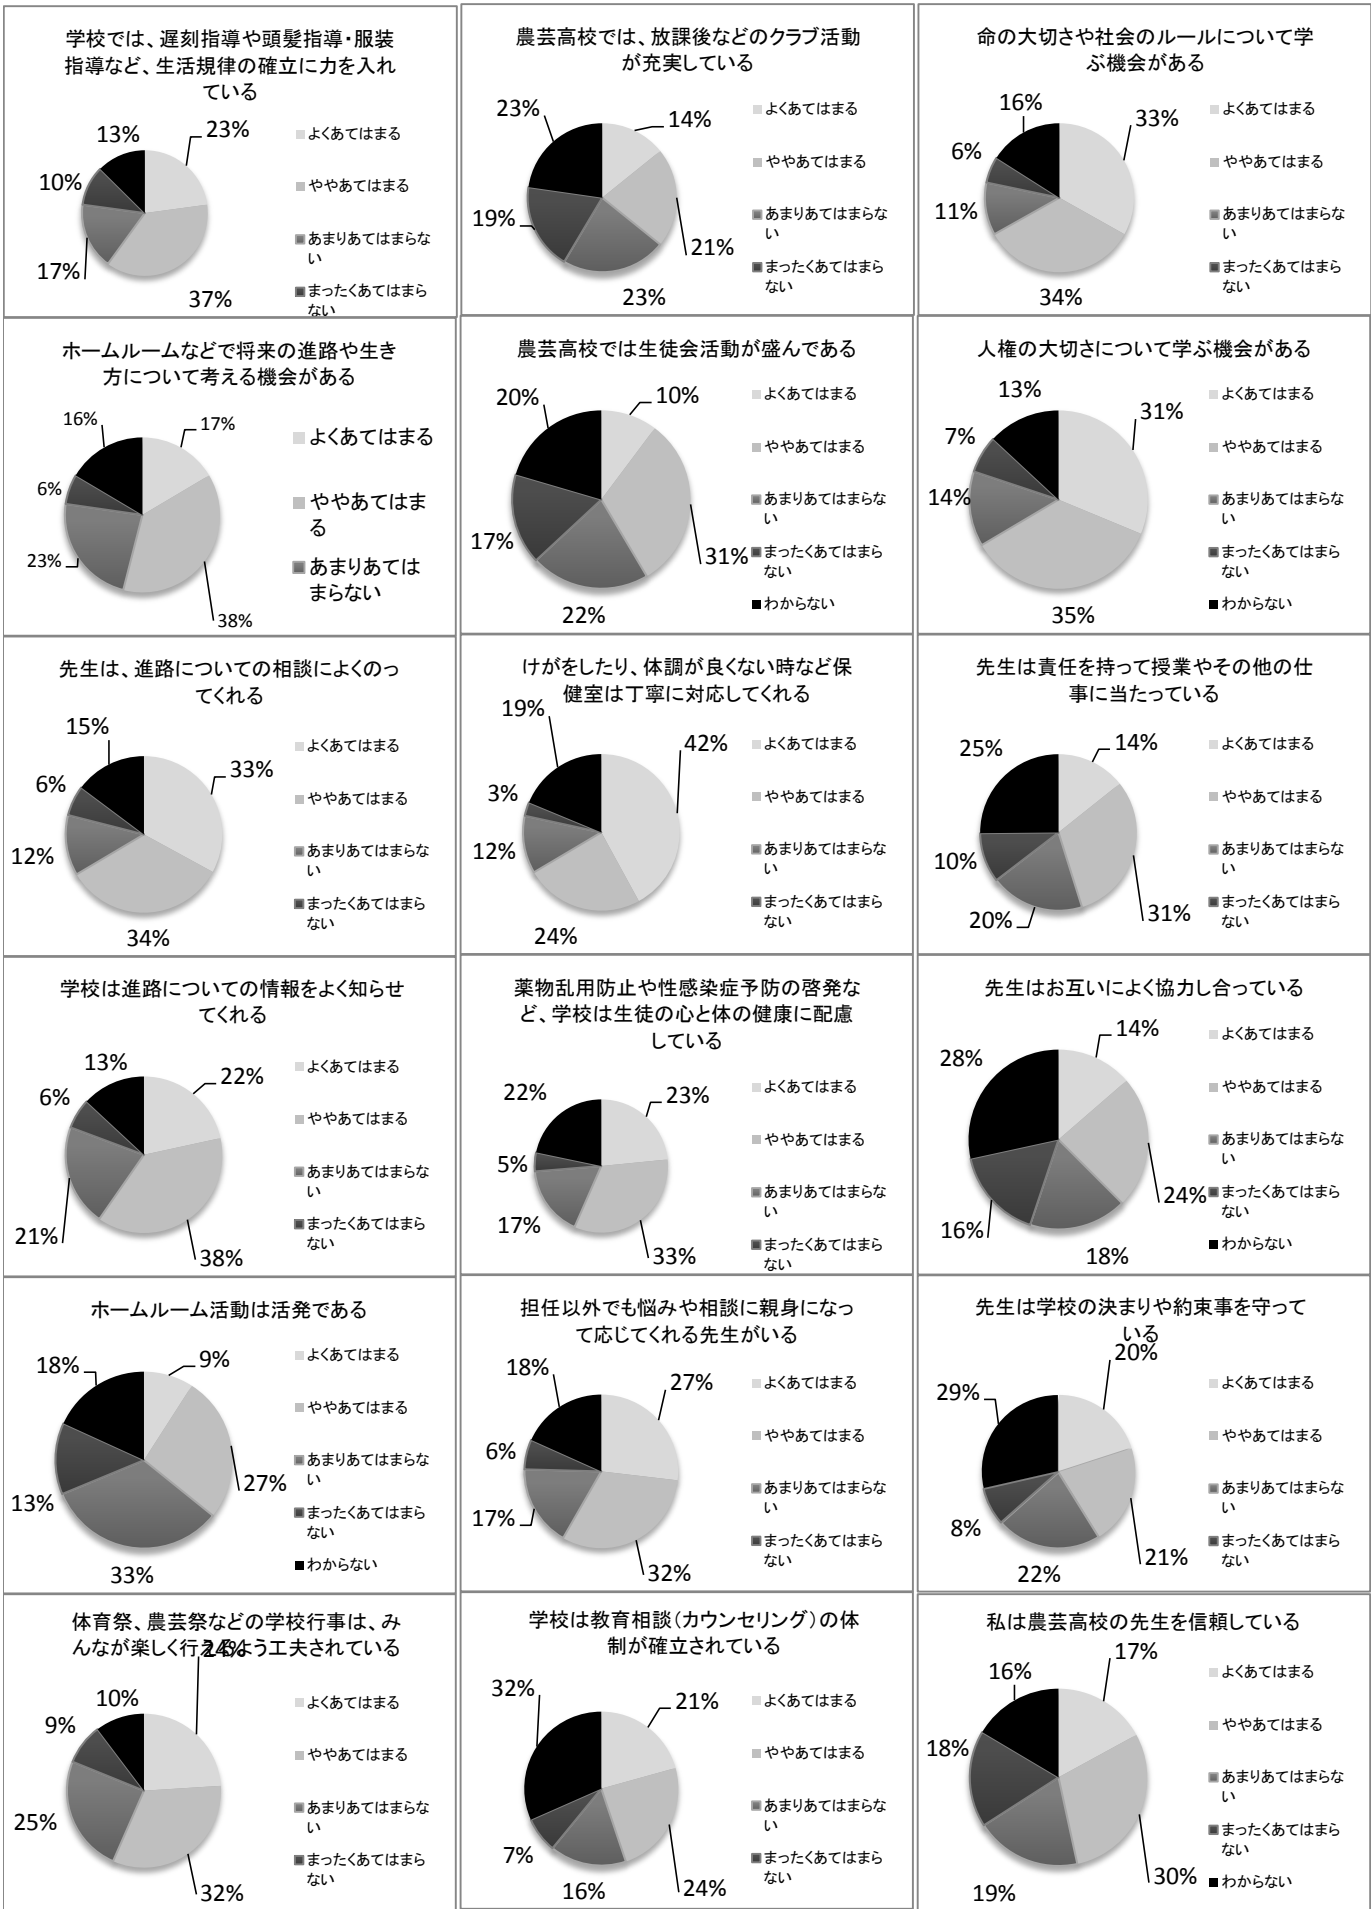 学校では、遅刻指導や頭髪指導・服装
指導など、生活規律の確立に力を入れ
ている
13%
23%
10%
17%
37%
よくあてはまる
ややあてはまる
あまりあてはまらな
い
まったくあてはまら
ない
農芸高校では、放課後などのクラブ活動
が充実している
23%
14%
19%
21%
23%
よくあてはまる
ややあてはまる
あまりあてはまらな
い
まったくあてはまら
ない
命の大切さや社会のルールについて学
ぶ機会がある
16%
33%
6%
11%
34%
よくあてはまる
ややあてはまる
あまりあてはまらな
い
まったくあてはまら
ない
ホームルームなどで将来の進路や生き
方について考える機会がある
16%
17%
6%
23%
38%
よくあてはまる
ややあてはま
る
あまりあては
まらない
農芸高校では生徒会活動が盛んである
20%
10%
17%
31%
22%
よくあてはまる
ややあてはまる
あまりあてはまらな
い
まったくあてはまら
ない
わからない
人権の大切さについて学ぶ機会がある
13%
31%
7%
14%
35%
よくあてはまる
ややあてはまる
あまりあてはまらな
い
まったくあてはまら
ない
わからない
先生は、進路についての相談によくのっ
てくれる
15%
33%
6%
12%
34%
よくあてはまる
ややあてはまる
あまりあてはまらな
い
まったくあてはまら
ない
けがをしたり、体調が良くない時など保
健室は丁寧に対応してくれる
19%
42%
3%
12%
24%
よくあてはまる
ややあてはまる
あまりあてはまらな
い
まったくあてはまら
ない
先生は責任を持って授業やその他の仕
事に当たっている
25%
14%
10%
20%
31%
よくあてはまる
ややあてはまる
あまりあてはまらな
い
まったくあてはまら
ない
学校は進路についての情報をよく知らせ
てくれる
13%
22%
6%
21%
38%
よくあてはまる
ややあてはまる
あまりあてはまらな
い
まったくあてはまら
ない
薬物乱用防止や性感染症予防の啓発な
ど、学校は生徒の心と体の健康に配慮
している
22%
23%
5%
17%
33%
よくあてはまる
ややあてはまる
あまりあてはまらな
い
まったくあてはまら
ない
先生はお互いによく協力し合っている
28%
14%
16%
24%
18%
よくあてはまる
ややあてはまる
あまりあてはまらな
い
まったくあてはまら
ない
わからない
ホームルーム活動は活発である
18%
9%
13%
27%
33%
よくあてはまる
ややあてはまる
あまりあてはまらな
い
まったくあてはまら
ない
わからない
担任以外でも悩みや相談に親身になっ
て応じてくれる先生がいる
18%
27%
6%
17%
32%
よくあてはまる
ややあてはまる
あまりあてはまらな
い
まったくあてはまら
ない
先生は学校の決まりや約束事を守って
いる
20%
29%
8%
21%
22%
よくあてはまる
ややあてはまる
あまりあてはまらな
い
まったくあてはまら
ない
体育祭、農芸祭などの学校行事は、み
んなが楽しく行えるよう工夫されている
24%
10%
9%
25%
32%
よくあてはまる
ややあてはまる
あまりあてはまらな
い
まったくあてはまら
ない
学校は教育相談(カウンセリング)の体
制が確立されている
32%
21%
7%
16%
24%
よくあてはまる
ややあてはまる
あまりあてはまらな
い
まったくあてはまら
ない
私は農芸高校の先生を信頼している
16%
17%
18%
19%
30%
よくあてはまる
ややあてはまる
あまりあてはまらな
い
まったくあてはまら
ない
わからない